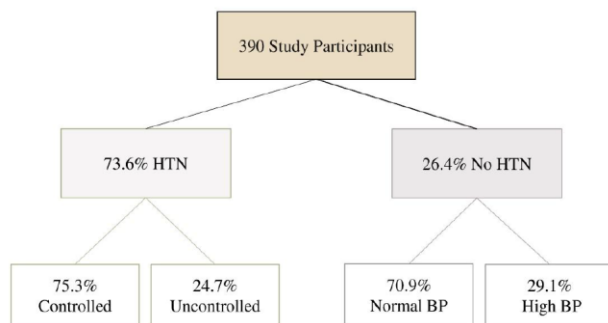 390 Study Participants
73.6% HTN
26.4% No HTN
75.3%
Controlled
24.7%
Uncontrolled
70.9%
Normal BP
29.1%
High BP